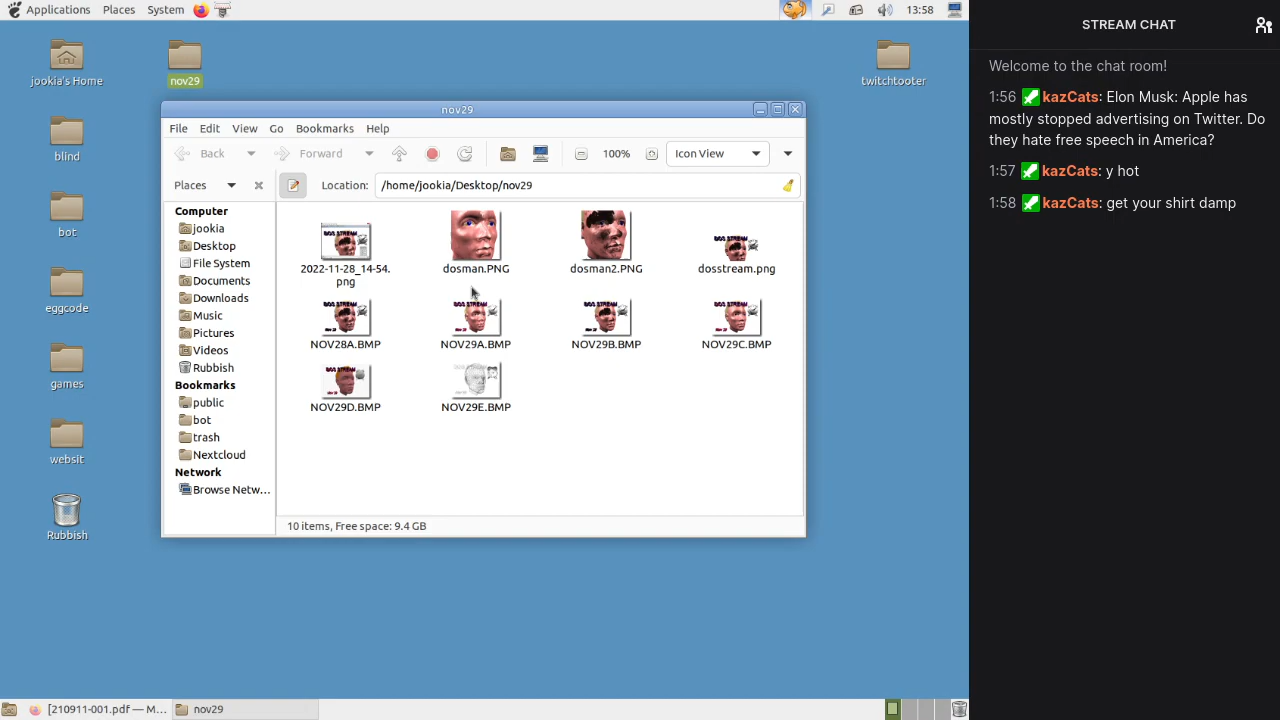 Applications Places System 13:58
jookia's Home
nov29
twitchtooter
blind
bot
eggcode
games
websit
Rubbish
nov29
File Edit View Go Bookmarks Help
Back Forward 100% Icon View
Places Location: /home/jookia/Desktop/nov29
Computer
jookia
Desktop
File System
Documents
Downloads
Music
Pictures
Videos
Rubbish
Bookmarks
public
bot
trash
Nextcloud
Network
Browse Netw...
2022-11-28_14-54.
png
dosman.PNG
dosman2.PNG
dosstream.png
NOV28A.BMP
NOV29A.BMP
NOV29B.BMP
NOV29C.BMP
NOV29D.BMP
NOV29E.BMP
10 items, Free space: 9.4 GB
[210911-001.pdf — M...
nov29
STREAM CHAT
Welcome to the chat room!
1:56 kazCats: Elon Musk: Apple has
mostly stopped advertising on Twitter. Do
they hate free speech in America?
1:57 kazCats: y hot
1:58 kazCats: get your shirt damp